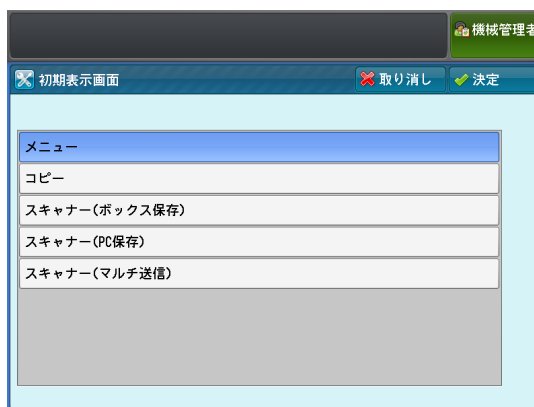 機械管理者
初期表示画面
取り消し
決定
メニュー
コピー
スキャナー(ボックス保存)
スキャナー(PC保存)
スキャナー(マルチ送信)